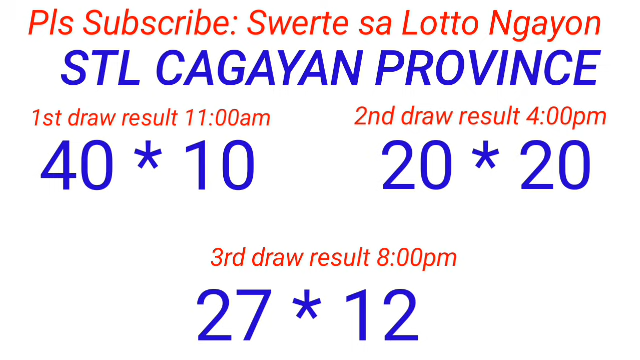 Pls Subscribe: Swerte sa Lotto Ngayon
STL CAGAYAN PROVINCE
1st draw result 11:00am
40 * 10
2nd draw result 4:00pm
20 * 20
3rd draw result 8:00pm
27 * 12